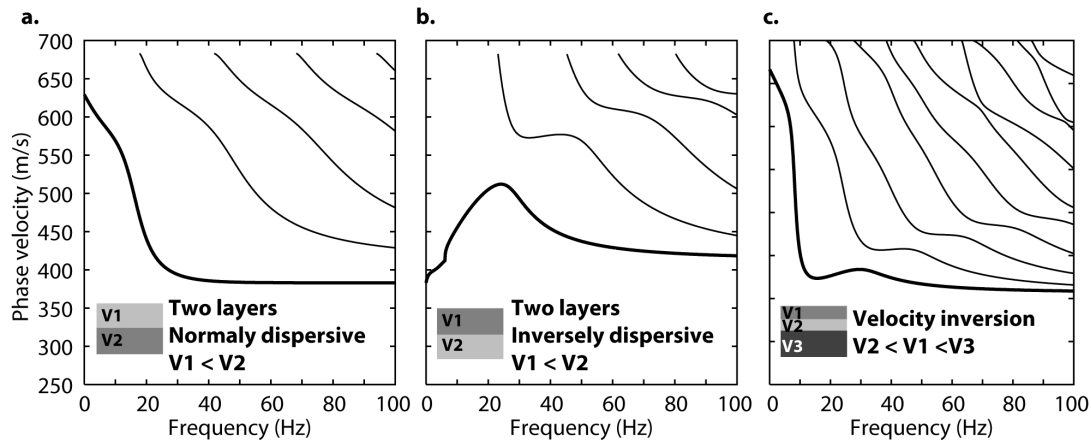 a.
b.
c.
Phase velocity (m/s)
700
650
600
550
500
450
400
350
300
250
V1
V2
Two layers
Normaly dispersive
V1 < V2
0 20 40 60 80 100
Frequency (Hz)
V1
V2
Two layers
Inversely dispersive
V1 < V2
0 20 40 60 80 100
Frequency (Hz)
V1
V2
V3
Velocity inversion
V2 < V1 <V3
0 20 40 60 80 100
Frequency (Hz)